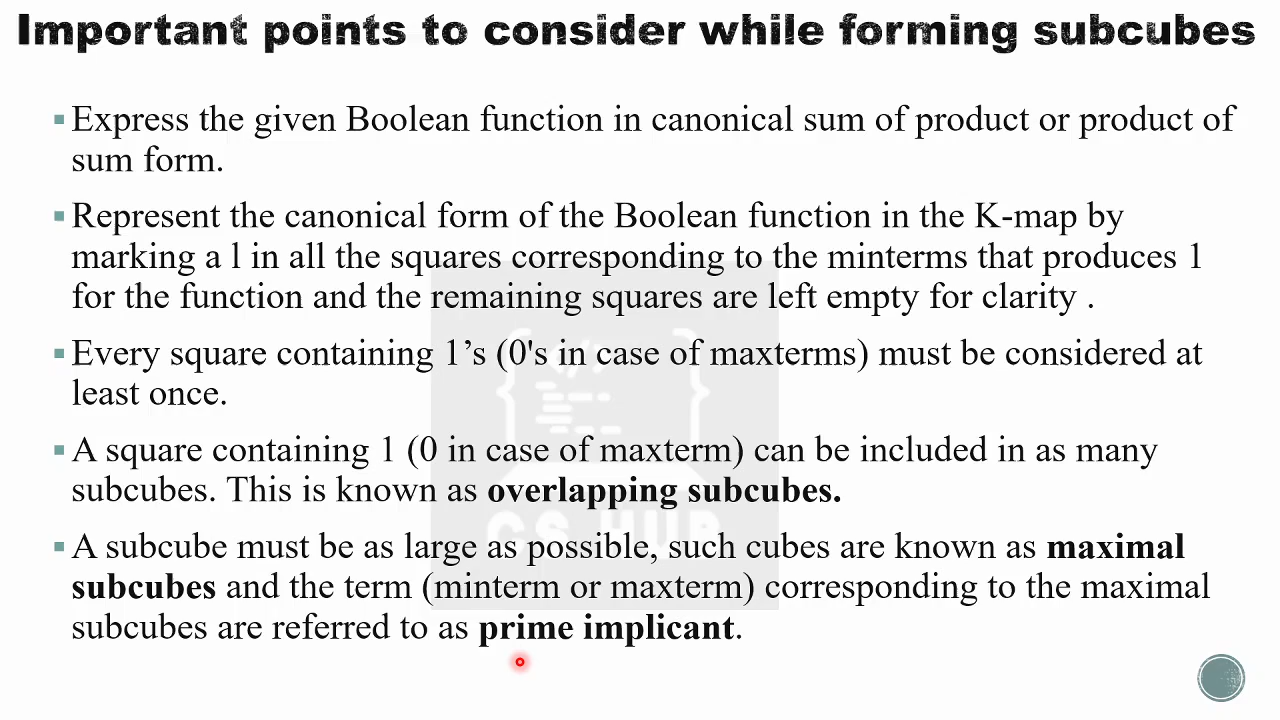 Important points to consider while forming subcubes
▪Express the given Boolean function in canonical sum of product or product of
sum form.
▪Represent the canonical form of the Boolean function in the K-map by
marking a l in all the squares corresponding to the minterms that produces 1
for the function and the remaining squares are left empty for clarity .
▪Every square containing 1’s (0's in case of maxterms) must be considered at
least once.
▪A square containing 1 (0 in case of maxterm) can be included in as many
subcubes. This is known as overlapping subcubes.
CS HUB
▪A subcube must be as large as possible, such cubes are known as maximal
subcubes and the term (minterm or maxterm) corresponding to the maximal
subcubes are referred to as prime implicant.